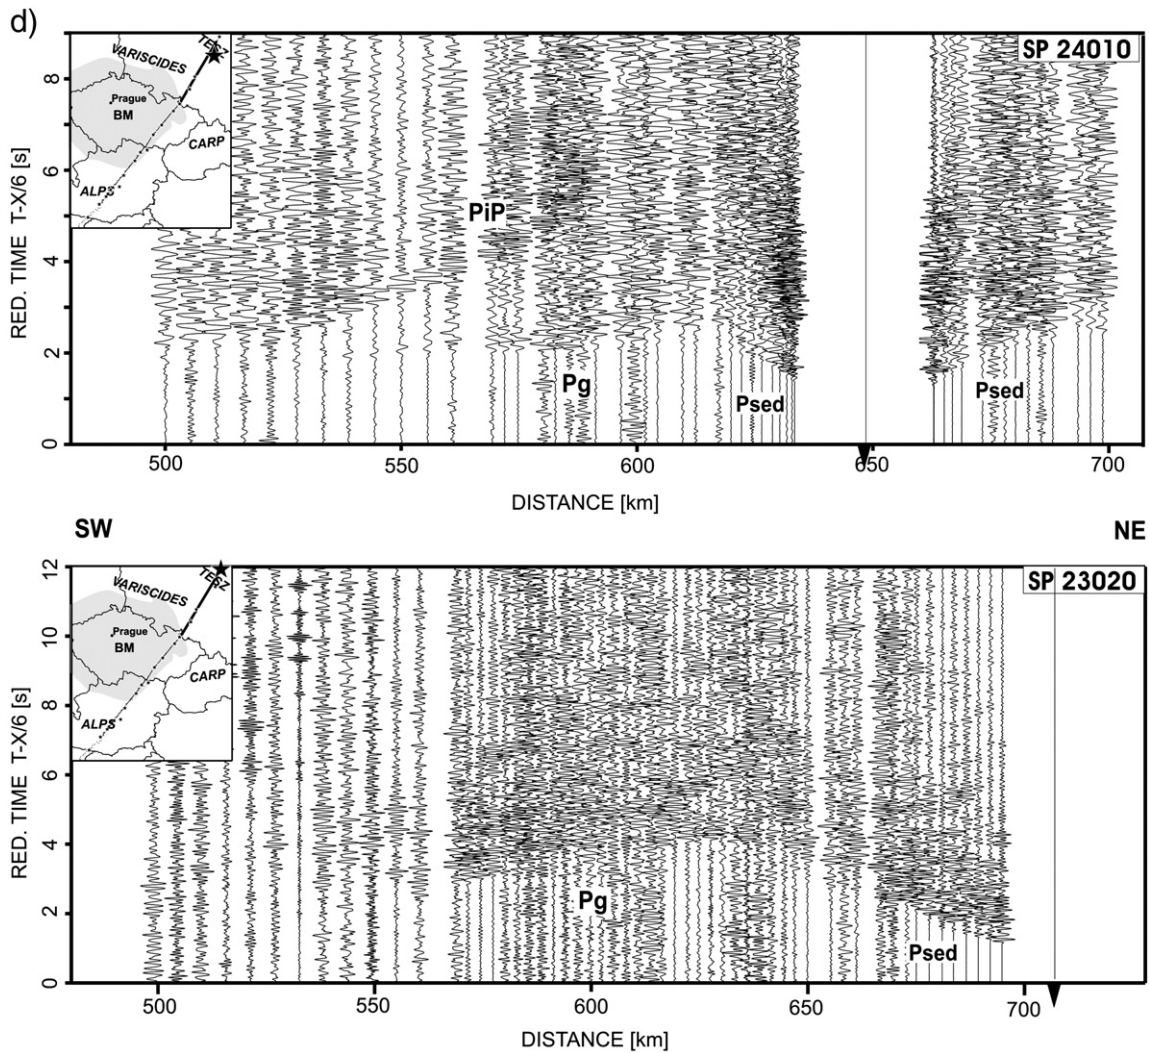 d)
SP 24010
TESZ
VARISCIDES
Prague
BM
CARP
ALPS
RED. TIME T-X/6 [s]
8
6
4
2
0
PiP
Pg
Psed
Psed
500
550
600
650
700
DISTANCE [km]
SW
NE
SP 23020
TESZ
VARISCIDES
Prague
BM
CARP
ALPS
RED. TIME T-X/6 [s]
12
10
8
6
4
2
0
Pg
Psed
500
550
600
650
700
DISTANCE [km]